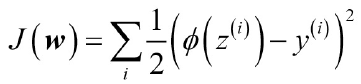 J(w) = ∑_i 1/2 (ϕ(z^(i)) − y^(i))^2